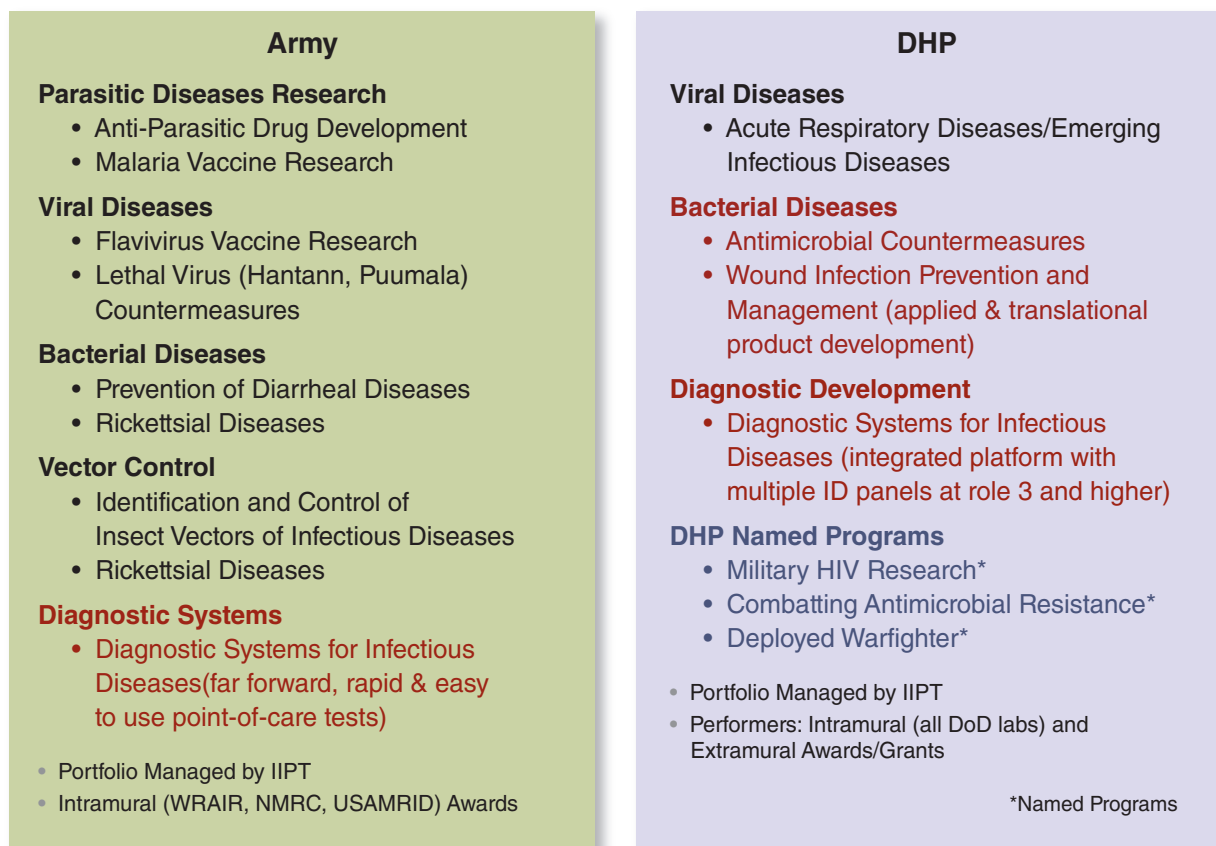 Army
Parasitic Diseases Research
• Anti-Parasitic Drug Development
• Malaria Vaccine Research
Viral Diseases
• Flavivirus Vaccine Research
• Lethal Virus (Hantann, Puumala)
Countermeasures
Bacterial Diseases
• Prevention of Diarrheal Diseases
• Rickettsial Diseases
Vector Control
• Identification and Control of
Insect Vectors of Infectious Diseases
• Rickettsial Diseases
Diagnostic Systems
• Diagnostic Systems for Infectious
Diseases(far forward, rapid & easy
to use point-of-care tests)
• Portfolio Managed by IIPT
• Intramural (WRAIR, NMRC, USAMRID) Awards
DHP
Viral Diseases
• Acute Respiratory Diseases/Emerging
Infectious Diseases
Bacterial Diseases
• Antimicrobial Countermeasures
• Wound Infection Prevention and
Management (applied & translational
product development)
Diagnostic Development
• Diagnostic Systems for Infectious
Diseases (integrated platform with
multiple ID panels at role 3 and higher)
DHP Named Programs
• Military HIV Research*
• Combatting Antimicrobial Resistance*
• Deployed Warfighter*
• Portfolio Managed by IIPT
• Performers: Intramural (all DoD labs) and
Extramural Awards/Grants
*Named Programs